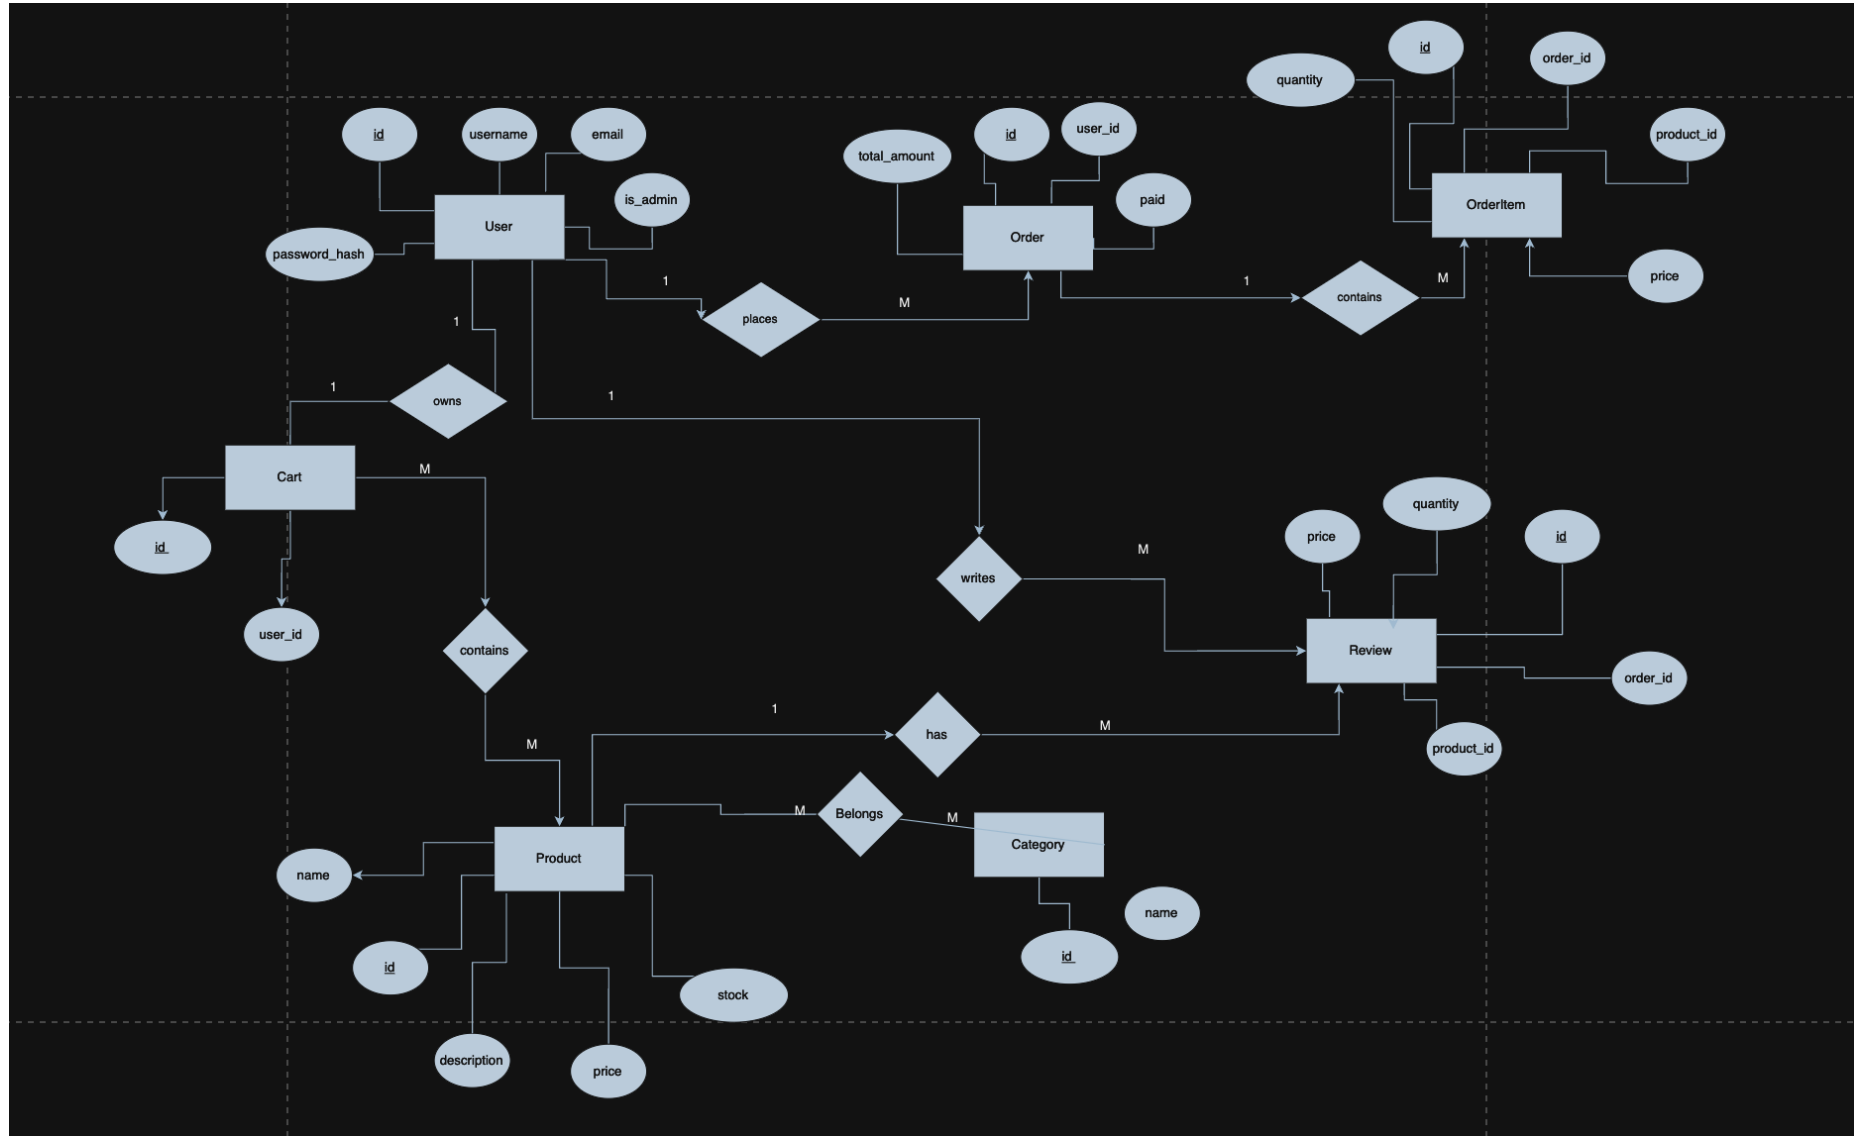 id
order_id
quantity
id
username
email
total_amount
id
user_id
product_id
is_admin
paid
OrderItem
User
Order
password_hash
price
1
1
M
contains
M
places
1
1
owns
1
Cart
M
quantity
price
id
id
M
writes
user_id
contains
Review
order_id
1
has
M
M
product_id
M
Belongs
M
Product
Category
name
name
id
id
stock
description
price